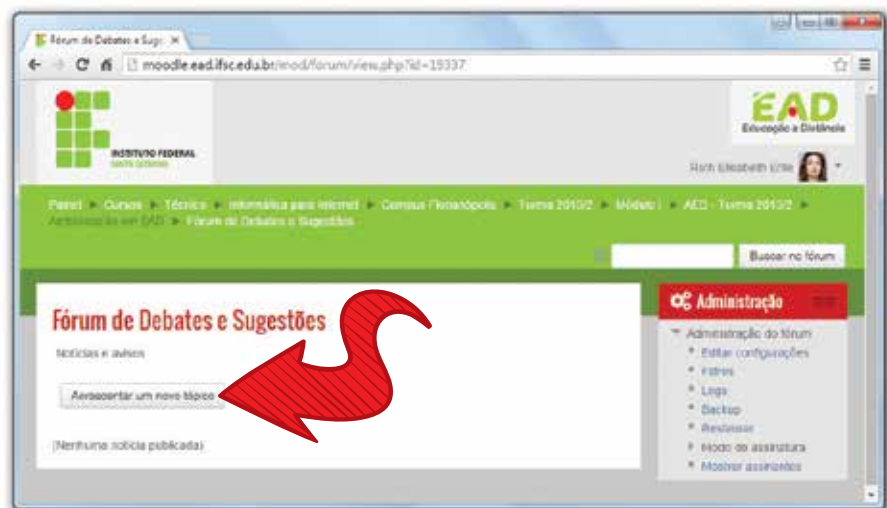 Fórum de Debates e Suge
moodle.ead.ifsc.edu.br/mod/forum/view.php?id=19337
INSTITUTO FEDERAL
SANTA CATARINA
EAD
Educação a Distância
Painel ► Cursos ► Técnico ► Informática para Internet ► Campus Florianópolis ► Turma 2013/2 ► Módulo I ► AED - Turma 2013/2 ►
Ambientação em EAD ► Fórum de Debates e Sugestões
Buscar no fórum
Fórum de Debates e Sugestões
Notícias e avisos
Acrescentar um novo tópico
(Nenhuma notícia publicada)
Administração
Administração do fórum
Editar configurações
Filtros
Logs
Backup
Restaurar
Modo de assinatura
Mostrar assinantes